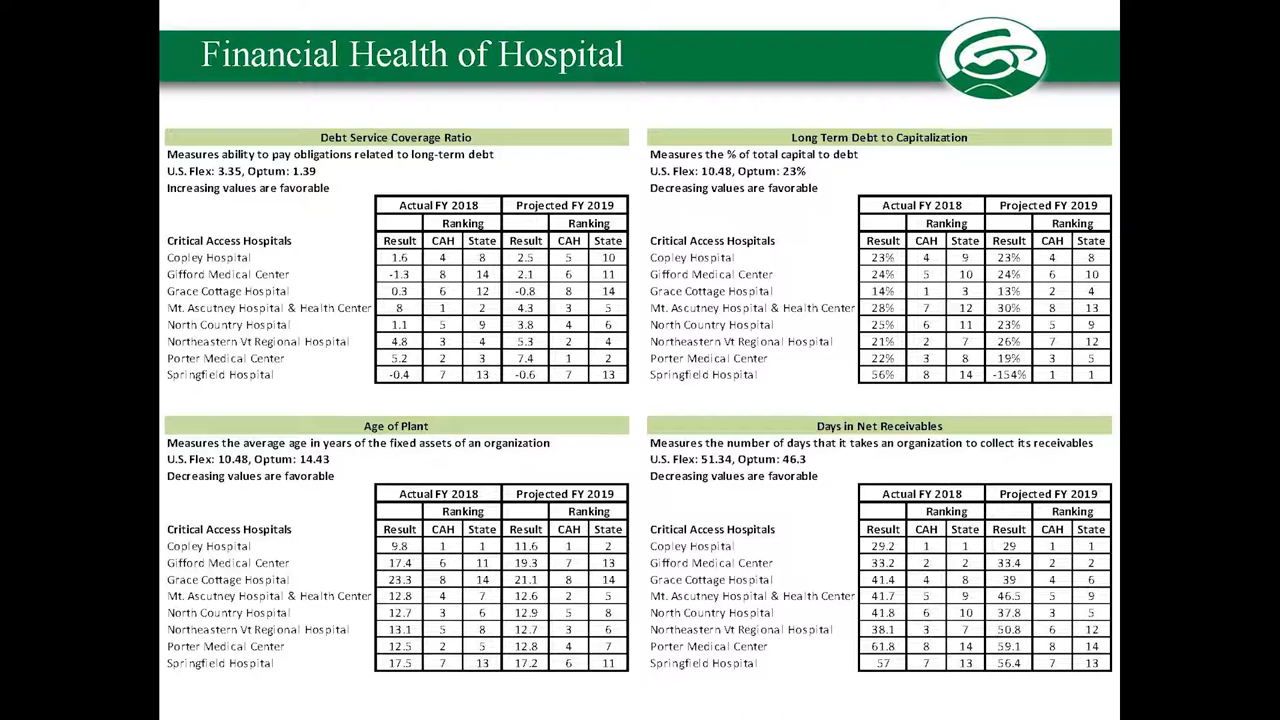 Financial Health of Hospital
Debt Service Coverage Ratio
Measures ability to pay obligations related to long-term debt
U.S. Flex: 3.35, Optum: 1.39
Increasing values are favorable
Actual FY 2018 Projected FY 2019
Ranking Ranking
Critical Access Hospitals Result CAH State Result CAH State
Copley Hospital 1.6 4 8 2.5 5 10
Gifford Medical Center -1.3 8 14 2.1 6 11
Grace Cottage Hospital 0.3 6 12 -0.8 8 14
Mt. Ascutney Hospital & Health Center 8 1 2 4.3 3 5
North Country Hospital 1.1 5 9 3.8 4 6
Northeastern Vt Regional Hospital 4.8 3 4 5.3 2 4
Porter Medical Center 5.2 2 3 7.4 1 2
Springfield Hospital -0.4 7 13 -0.6 7 13
Long Term Debt to Capitalization
Measures the % of total capital to debt
U.S. Flex: 10.48, Optum: 23%
Decreasing values are favorable
Actual FY 2018 Projected FY 2019
Ranking Ranking
Critical Access Hospitals Result CAH State Result CAH State
Copley Hospital 23% 4 9 23% 4 8
Gifford Medical Center 24% 5 10 24% 6 10
Grace Cottage Hospital 14% 1 3 13% 2 4
Mt. Ascutney Hospital & Health Center 28% 7 12 30% 8 13
North Country Hospital 25% 6 11 23% 5 9
Northeastern Vt Regional Hospital 21% 2 7 26% 7 12
Porter Medical Center 22% 3 8 19% 3 5
Springfield Hospital 56% 8 14 -154% 1 1
Age of Plant
Measures the average age in years of the fixed assets of an organization
U.S. Flex: 10.48, Optum: 14.43
Decreasing values are favorable
Actual FY 2018 Projected FY 2019
Ranking Ranking
Critical Access Hospitals Result CAH State Result CAH State
Copley Hospital 9.8 1 1 11.6 1 2
Gifford Medical Center 17.4 6 11 19.3 7 13
Grace Cottage Hospital 23.3 8 14 21.1 8 14
Mt. Ascutney Hospital & Health Center 12.8 4 7 12.6 2 5
North Country Hospital 12.7 3 6 12.9 5 8
Northeastern Vt Regional Hospital 13.1 5 8 12.7 3 6
Porter Medical Center 12.5 2 5 12.8 4 7
Springfield Hospital 17.5 7 13 17.2 6 11
Days in Net Receivables
Measures the number of days that it takes an organization to collect its receivables
U.S. Flex: 51.34, Optum: 46.3
Decreasing values are favorable
Actual FY 2018 Projected FY 2019
Ranking Ranking
Critical Access Hospitals Result CAH State Result CAH State
Copley Hospital 29.2 1 1 29 1 1
Gifford Medical Center 33.2 2 2 33.4 2 2
Grace Cottage Hospital 41.4 4 8 39 4 6
Mt. Ascutney Hospital & Health Center 41.7 5 9 46.5 5 9
North Country Hospital 41.8 6 10 37.8 3 5
Northeastern Vt Regional Hospital 38.1 3 7 50.8 6 12
Porter Medical Center 61.8 8 14 59.1 8 14
Springfield Hospital 57 7 13 56.4 7 13